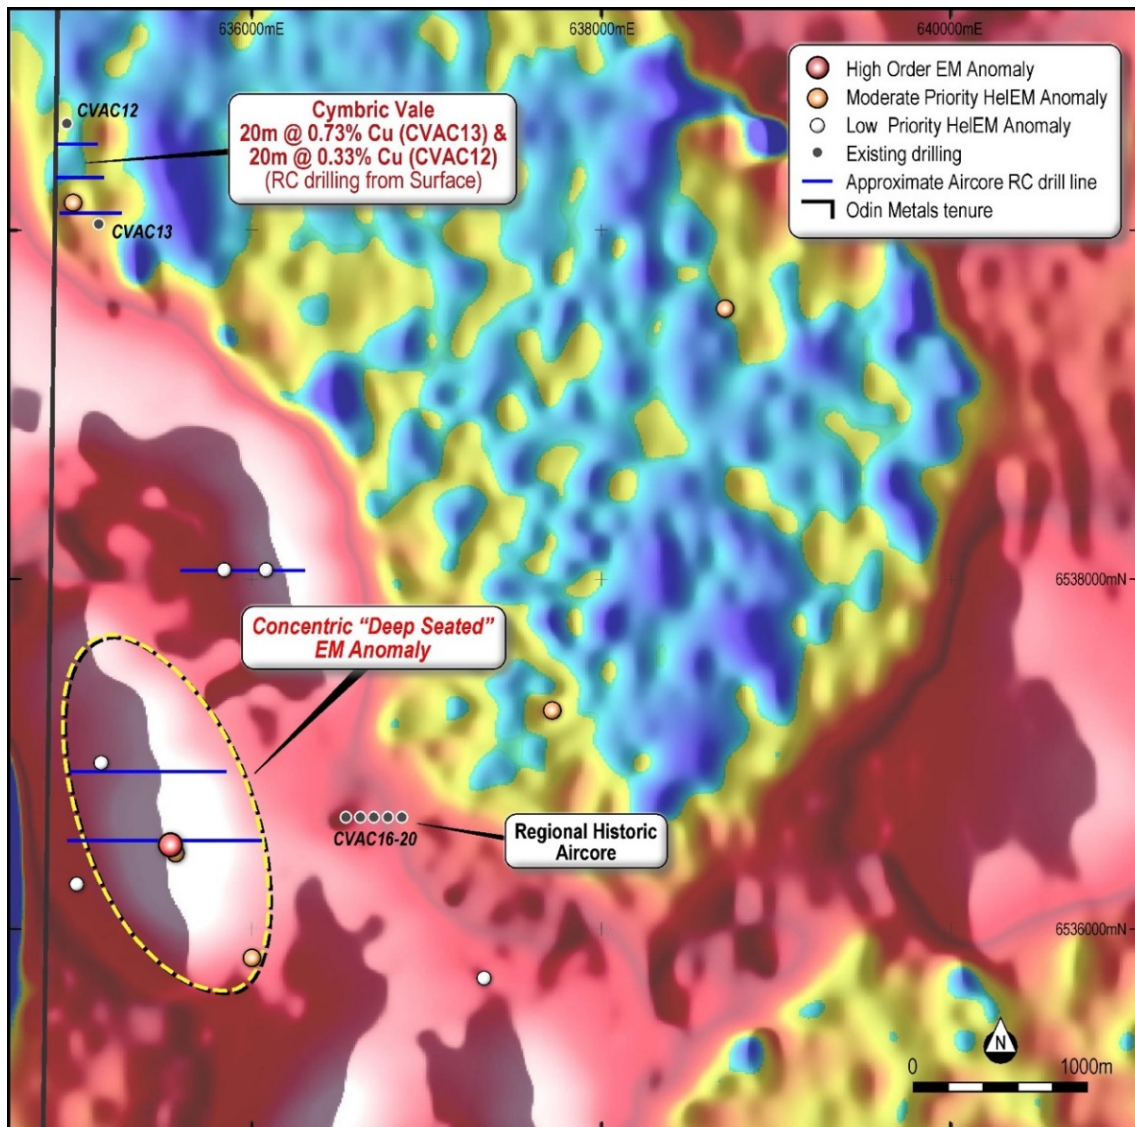 636000mE
638000mE
640000mE
CVAC12
Cymbric Vale
20m @ 0.73% Cu (CVAC13) &
20m @ 0.33% Cu (CVAC12)
(RC drilling from Surface)
High Order EM Anomaly
Moderate Priority HelEM Anomaly
Low Priority HelEM Anomaly
Existing drilling
Approximate Aircore RC drill line
Odin Metals tenure
CVAC13
6538000mN
Concentric “Deep Seated”
EM Anomaly
CVAC16-20
Regional Historic
Aircore
6536000mN
N
0
1000m